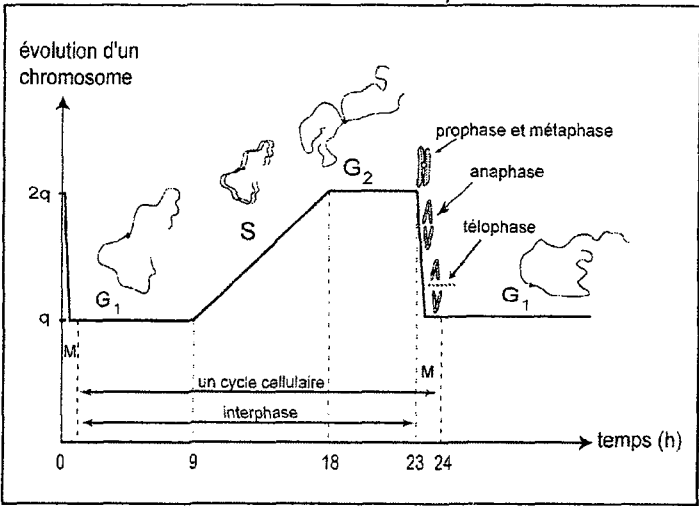 évolution d'un
chromosome
prophase et métaphase
anaphase
télophase
G₂
2q
S
G₁
G₁
q
M
M
un cycle cellulaire
interphase
temps (h)
0 9 18 23 24